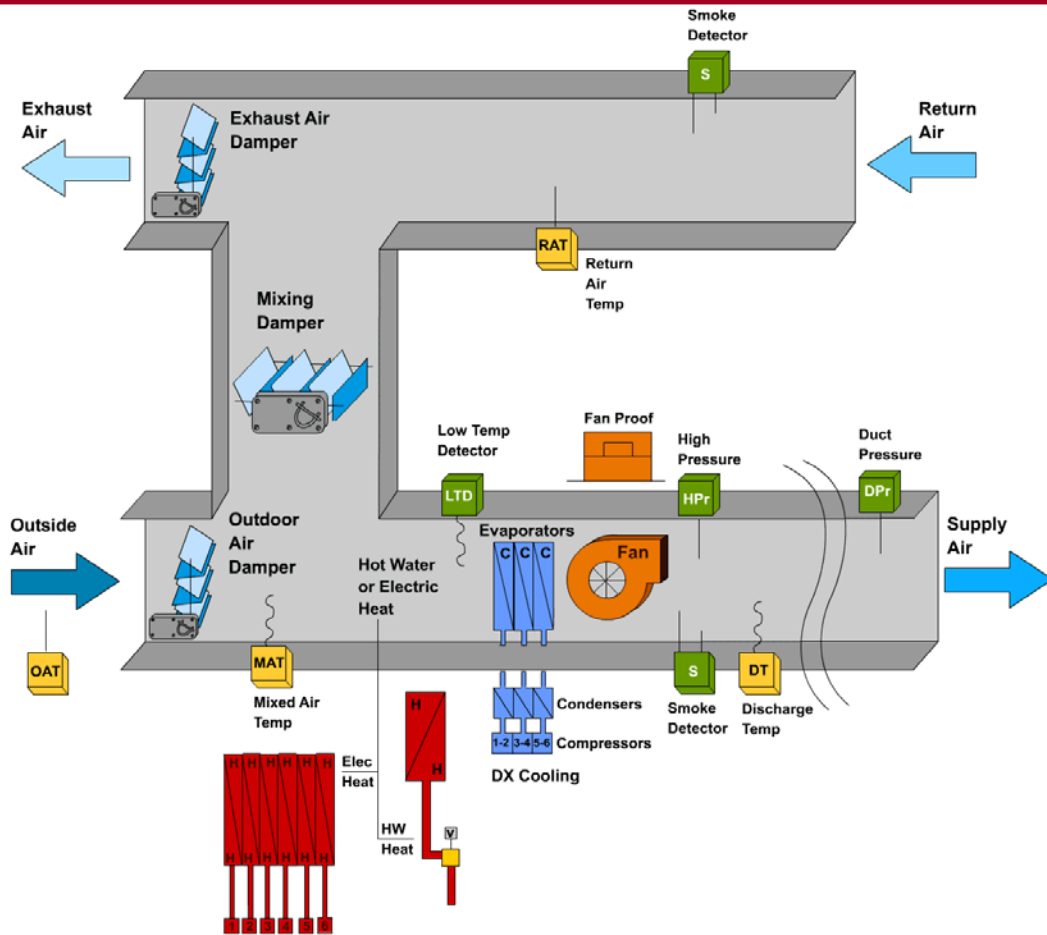 Smoke
Detector
S
Exhaust
Air
Exhaust Air
Damper
Return
Air
RAT
Return
Air
Temp
Mixing
Damper
Low Temp
Detector
LTD
Fan Proof
High
Pressure
HPr
Duct
Pressure
DPr
Outside
Air
Outdoor
Air
Damper
Hot Water
or Electric
Heat
Evaporators
C C C
Fan
Supply
Air
OAT
MAT
Mixed Air
Temp
S
Smoke
Detector
DT
Discharge
Temp
Condensers
1-2 3-4 5-6
Compressors
DX Cooling
H
H
Elec
Heat
HW
Heat
V
H H H H H H
H H H H H H
1 2 3 4 5 6